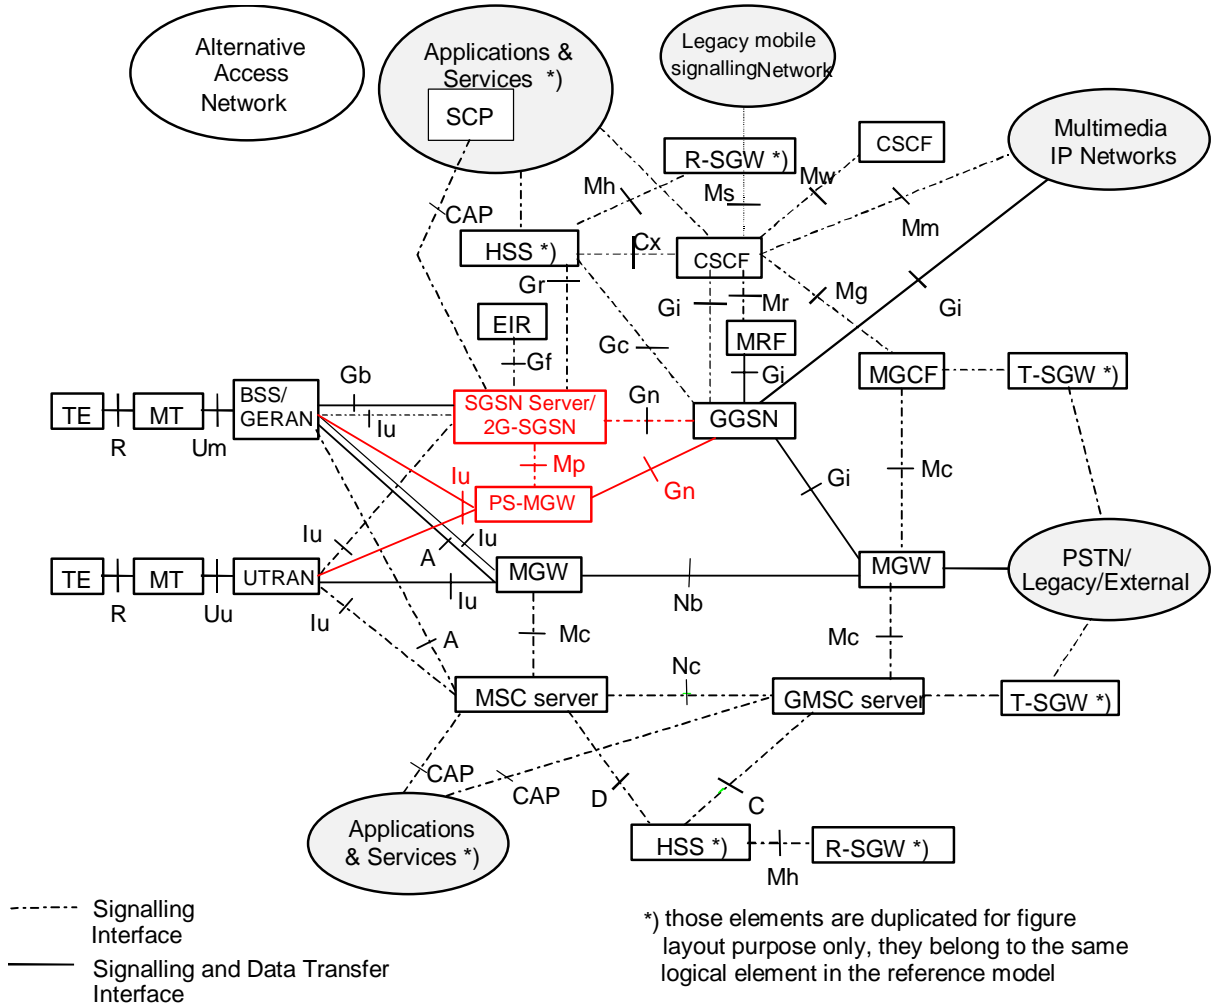 Alternative
Access
Network
Applications &
Services *)
SCP
Legacy mobile
signallingNetwork
R-SGW *)
CSCF
Multimedia
IP Networks
Mh
Ms
Mw
Mm
CAP
HSS *)
Cx
CSCF
Gr
Gi
Mr
Mg
Gi
EIR
Gf
Gc
MRF
Gi
MGCF
T-SGW *)
TE
R
MT
Um
BSS/
GERAN
Gb
Iu
SGSN Server/
2G-SGSN
Gn
GGSN
Mp
Iu
PS-MGW
Gn
Gi
Mc
Iu
A
Iu
TE
R
MT
Uu
UTRAN
Iu
Iu
MGW
Nb
MGW
PSTN/
Legacy/External
A
Mc
Mc
Nc
MSC server
GMSC server
T-SGW *)
CAP
CAP
D
C
Applications
& Services *)
HSS *)
Mh
R-SGW *)
Signalling
Interface
Signalling and Data Transfer
Interface
*) those elements are duplicated for figure
layout purpose only, they belong to the same
logical element in the reference model